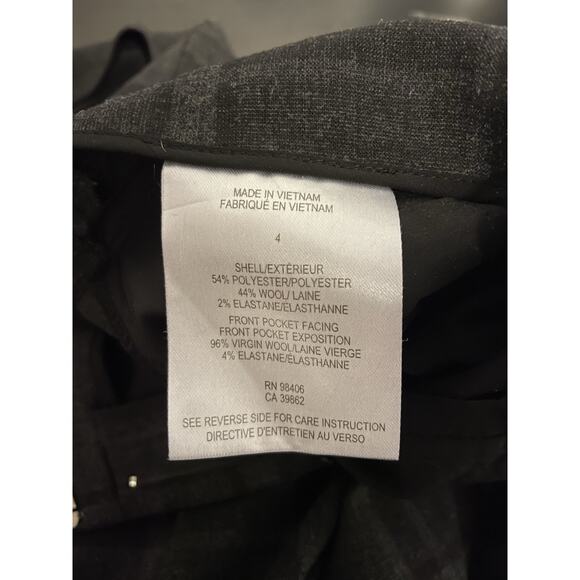 MADE IN VIETNAM
FABRIQUÉ EN VIETNAM
4
SHELL/EXTÉRIEUR
54% POLYESTER/POLYESTER
44% WOOL/ LAINE
2% ELASTANE/ÉLASTHANNE
FRONT POCKET FACING
FRONT POCKET EXPOSITION
96% VIRGIN WOOL/LAINE VIERGE
4% ELASTANE/ÉLASTHANNE
RN 98406
CA 39862
SEE REVERSE SIDE FOR CARE INSTRUCTION
DIRECTIVE D'ENTRETIEN AU VERSO